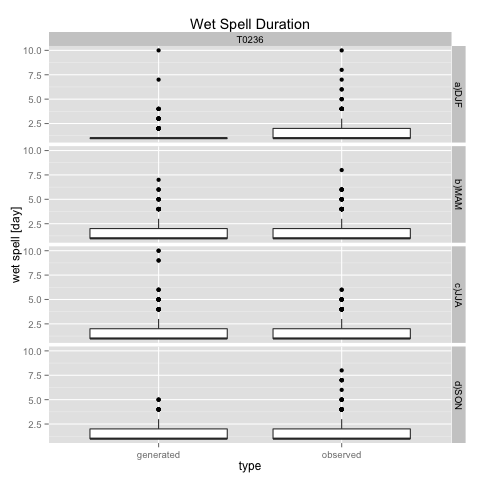 Wet Spell Duration
T0236
wet spell [day]
10.0
7.5
5.0
2.5
a)DJF
10.0
7.5
5.0
2.5
b)MAM
10.0
7.5
5.0
2.5
c)JJA
10.0
7.5
5.0
2.5
d)SON
generated observed
type